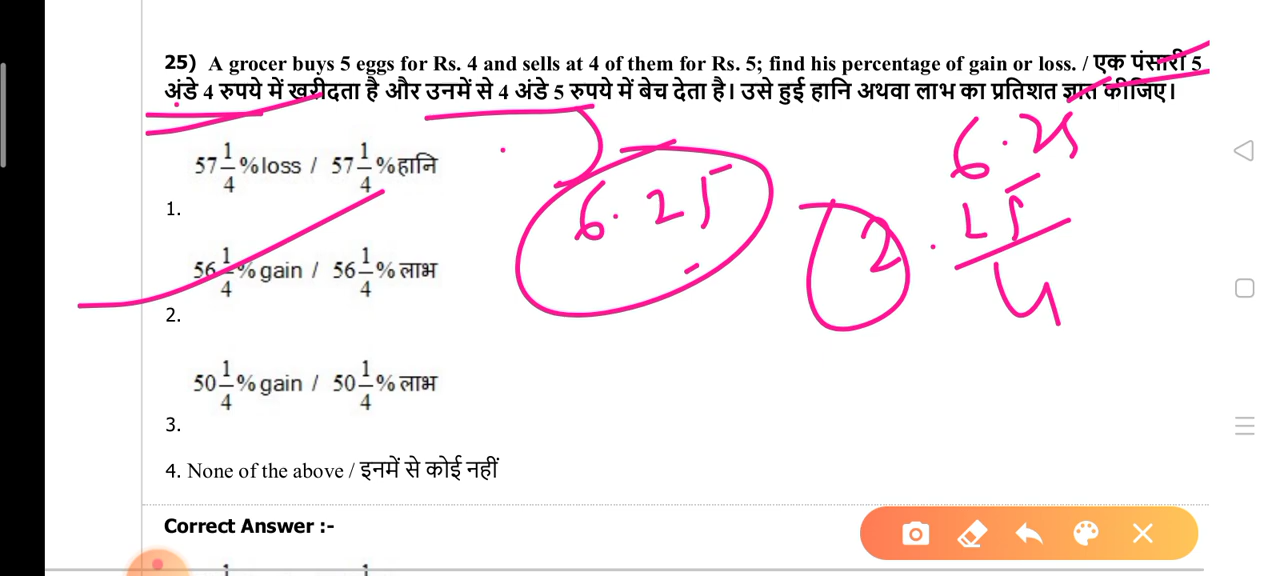 25) A grocer buys 5 eggs for Rs. 4 and sells at 4 of them for Rs. 5; find his percentage of gain or loss. / एक पंसारी 5
अंडे 4 रुपये में खरीदता है और उनमें से 4 अंडे 5 रुपये में बेच देता है। उसे हुई हानि अथवा लाभ का प्रतिशत ज्ञात कीजिए।
57 1/4 % loss / 57 1/4 % हानि
1.
56 1/4 % gain / 56 1/4 % लाभ
2.
50 1/4 % gain / 50 1/4 % लाभ
3.
4. None of the above / इनमें से कोई नहीं
Correct Answer :-
6.25
6.25
2.25
4